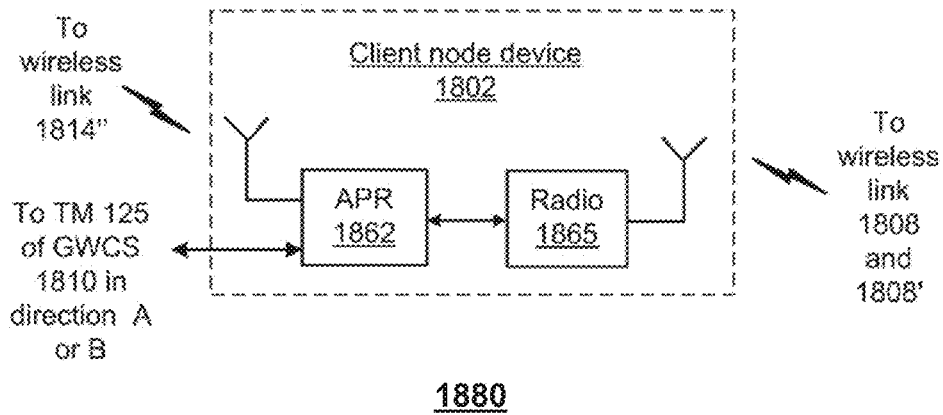 To
wireless
link
1814"
Client node device
1802
APR
1862
Radio
1865
To TM 125
of GWCS
1810 in
direction A
or B
To
wireless
link
1808
and
1808'
1880